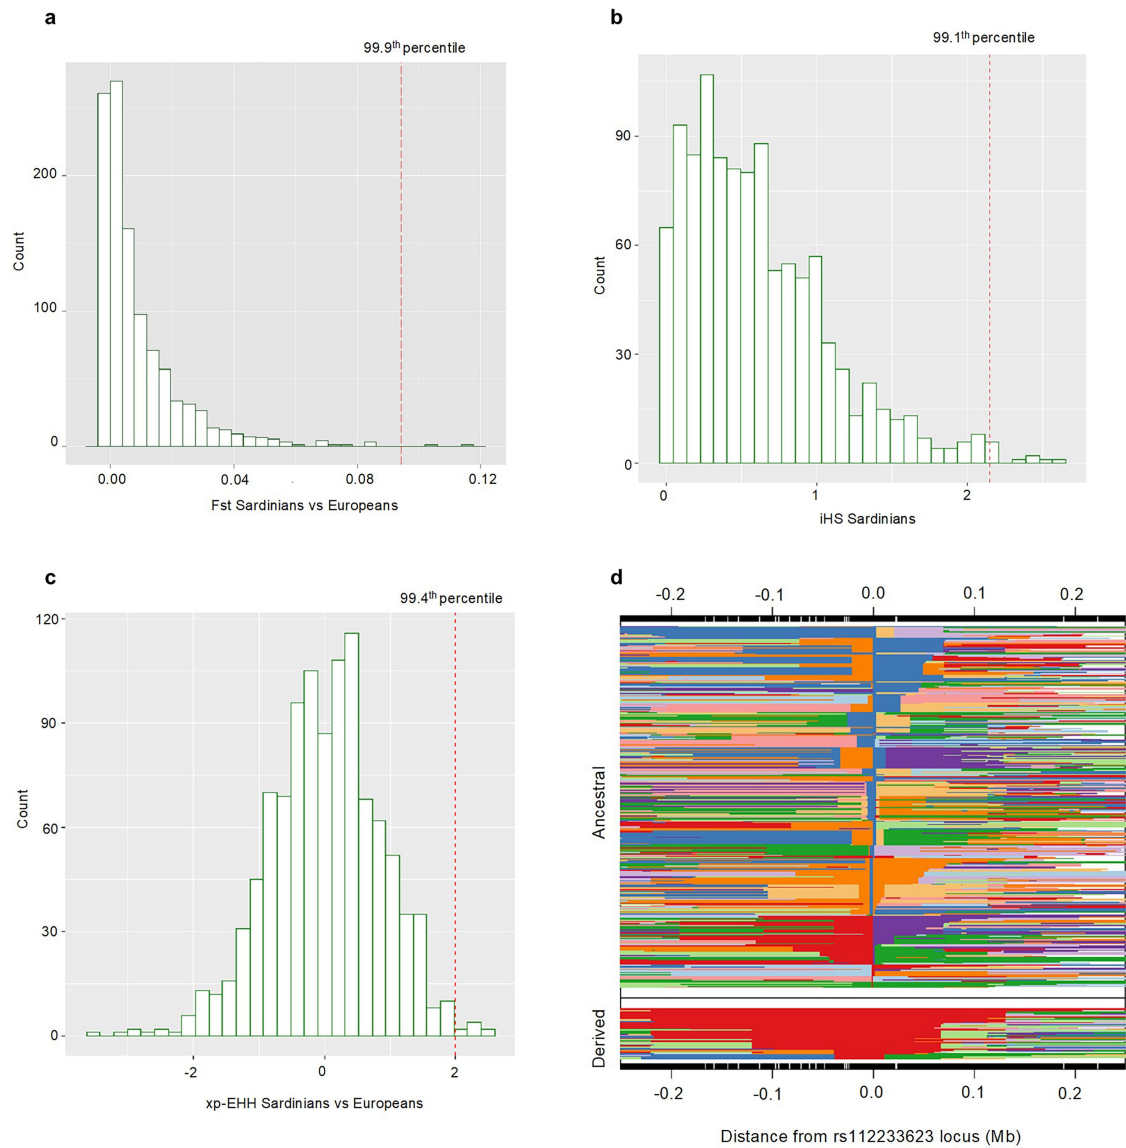 a
99.9th percentile
Count
200
100
0
0.00 0.04 0.08 0.12
Fst Sardinians vs Europeans
b
99.1th percentile
Count
90
60
30
0
0 1 2
iHS Sardinians
c
99.4th percentile
Count
120
90
60
30
0
-2 0 2
xp-EHH Sardinians vs Europeans
d
-0.2 -0.1 0.0 0.1 0.2
Ancestral
Derived
-0.2 -0.1 0.0 0.1 0.2
Distance from rs112233623 locus (Mb)